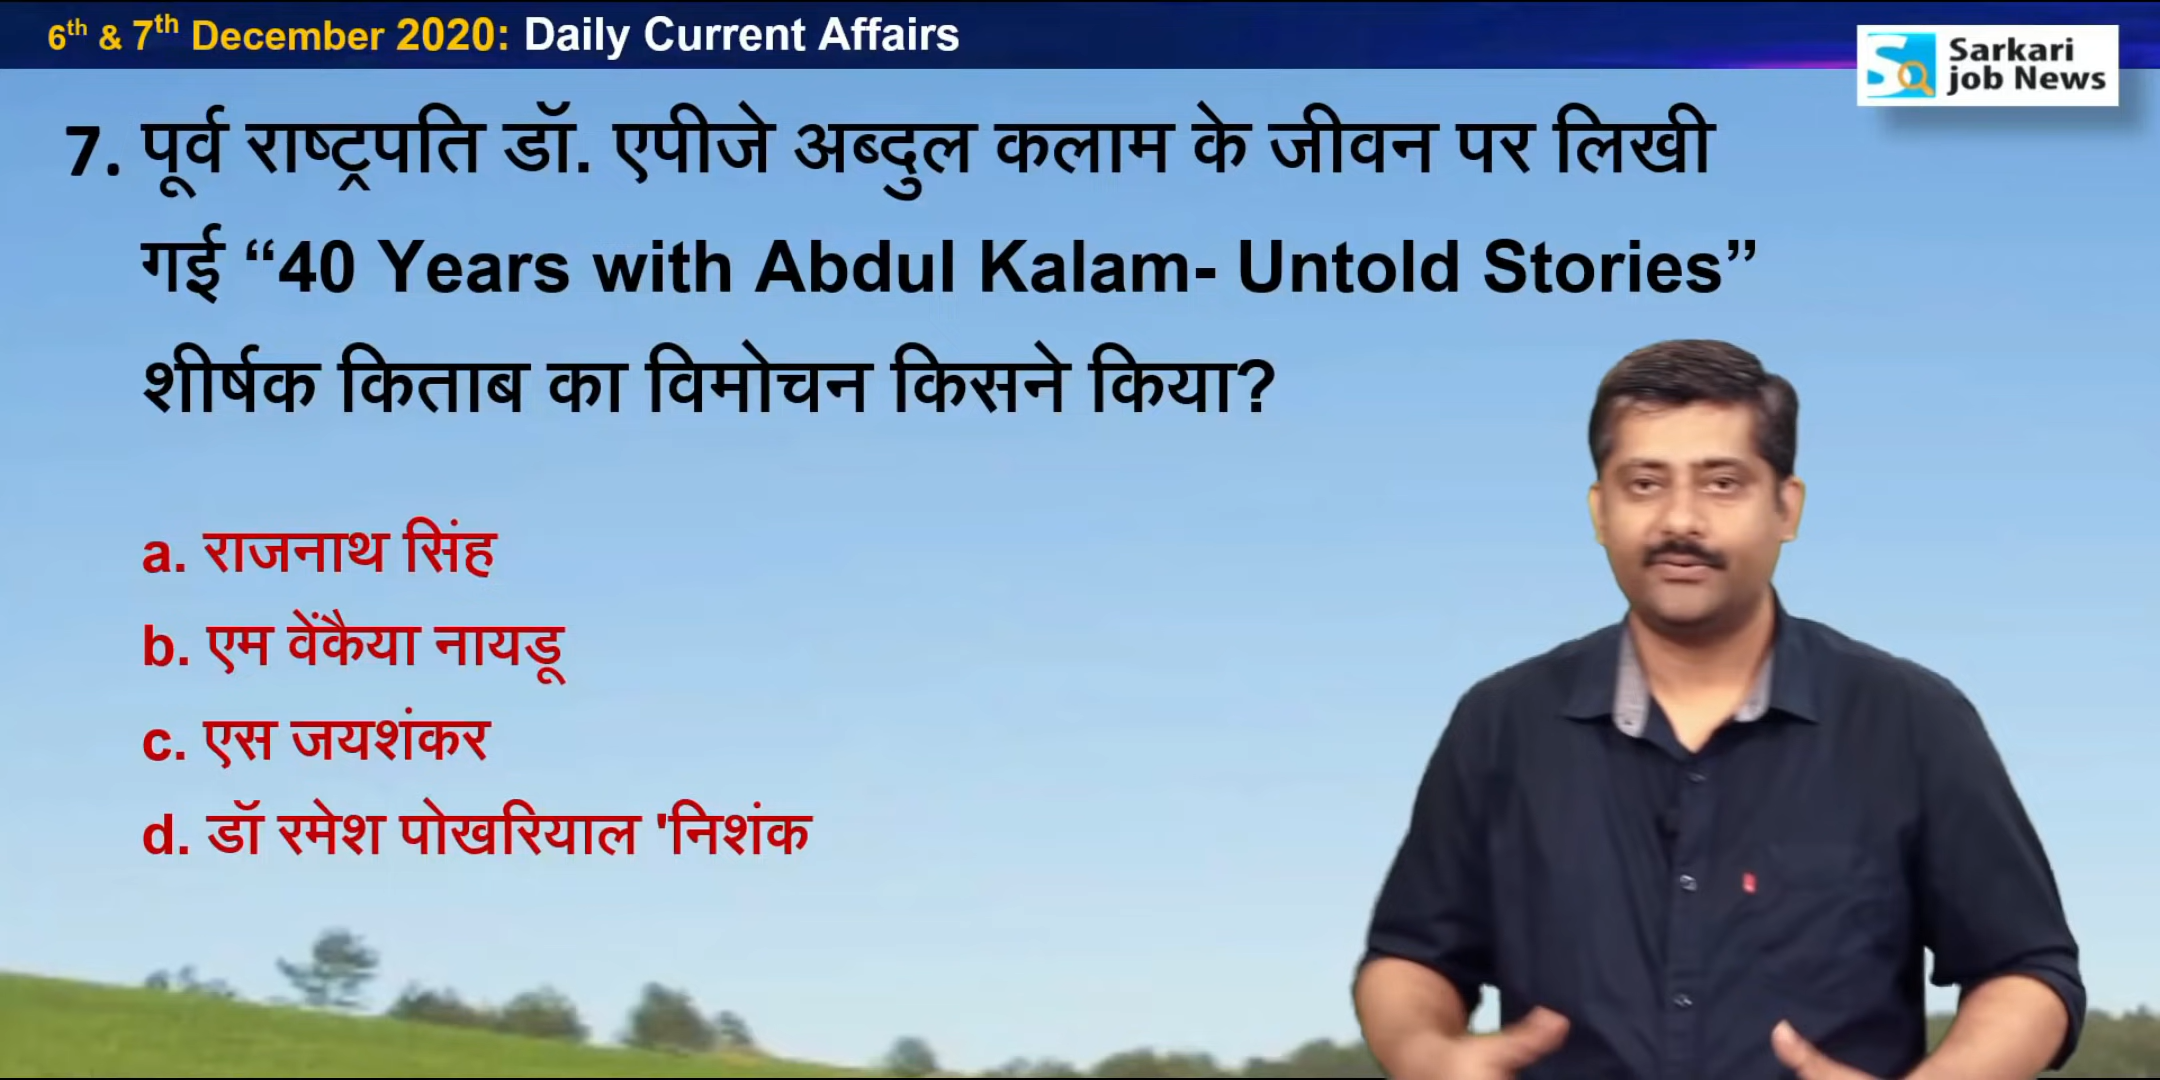 6th & 7th December 2020: Daily Current Affairs
Sarkari
job News
7. पूर्व राष्ट्रपति डॉ. एपीजे अब्दुल कलाम के जीवन पर लिखी
गई “40 Years with Abdul Kalam- Untold Stories”
शीर्षक किताब का विमोचन किसने किया?
a. राजनाथ सिंह
b. एम वेंकैया नायडू
c. एस जयशंकर
d. डॉ रमेश पोखरियाल 'निशंक